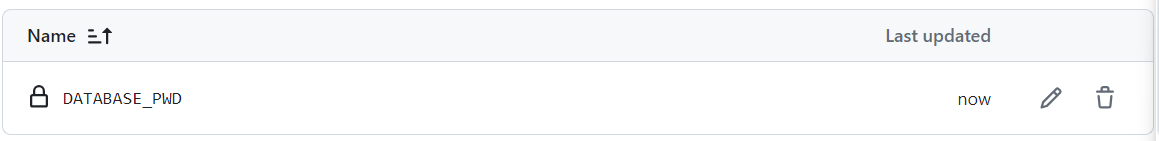 Name Last updated
DATABASE_PWD now